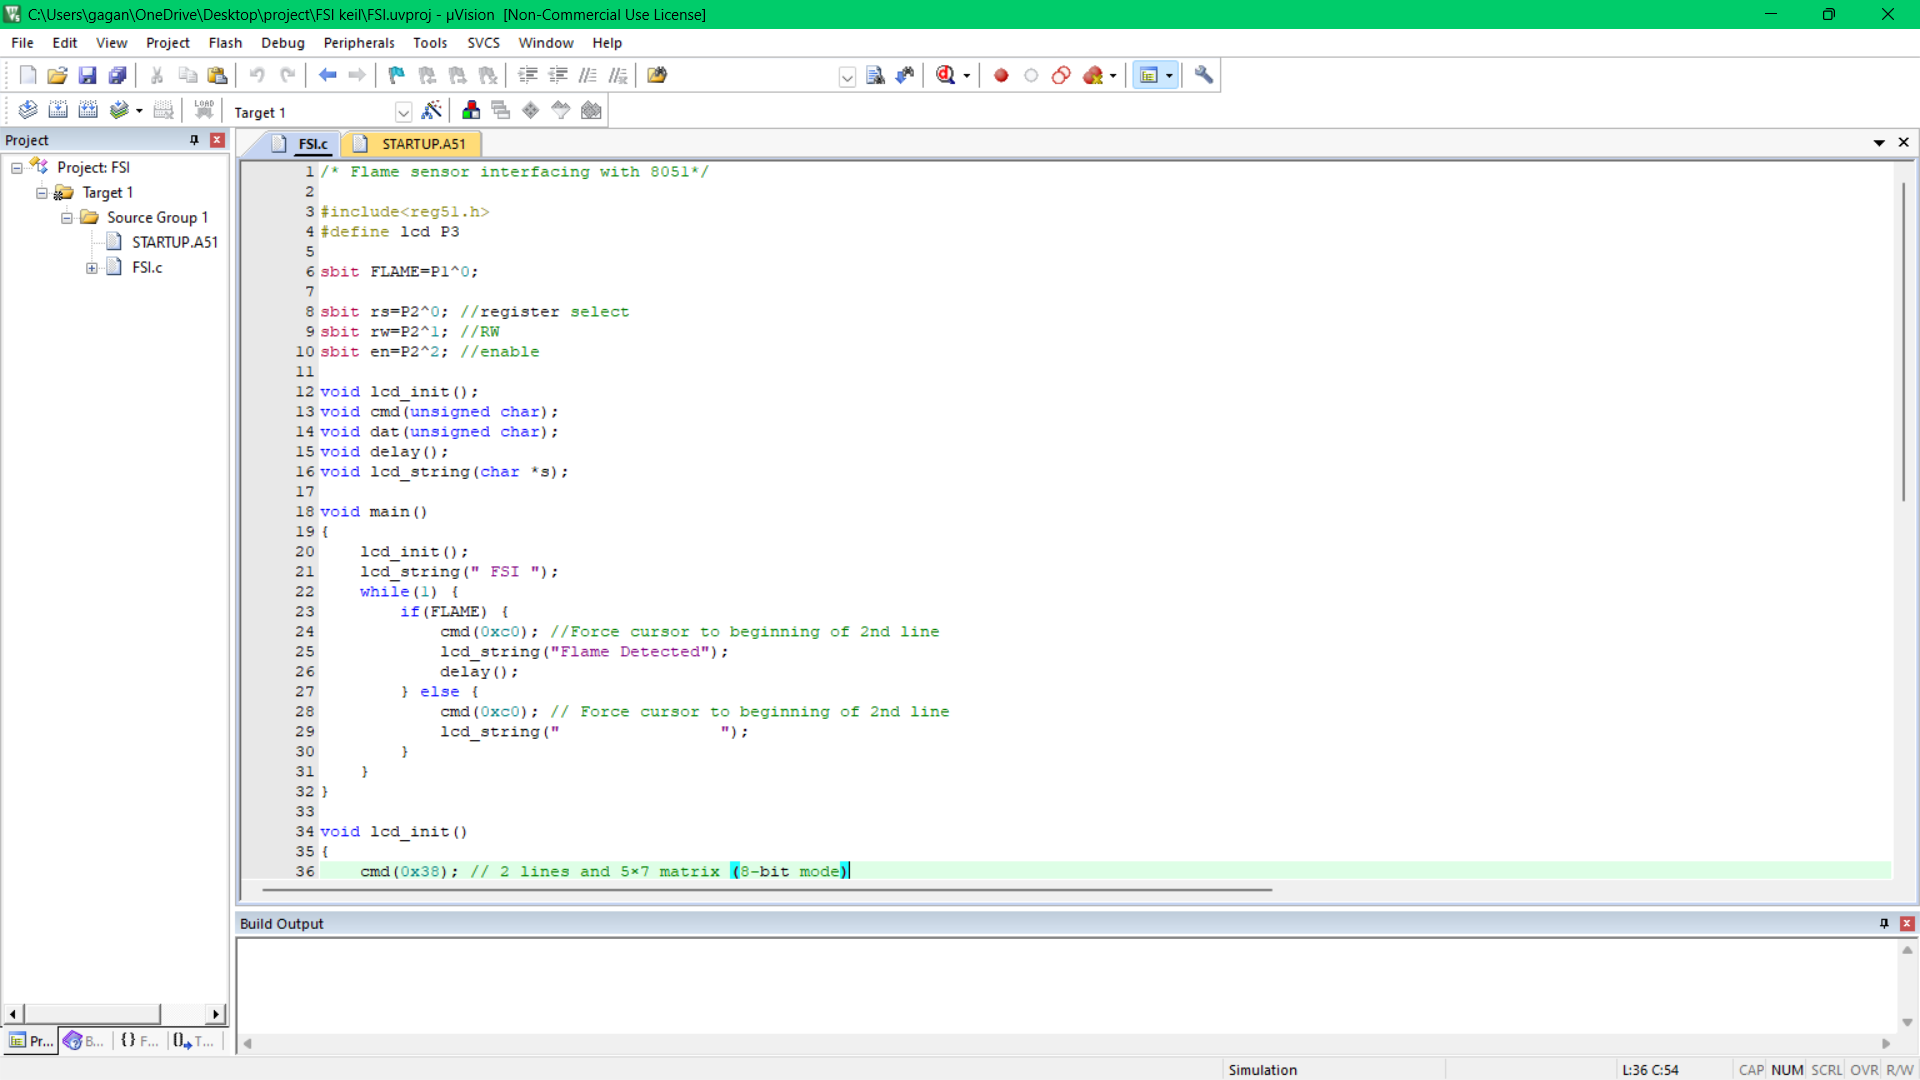 C:\Users\gagan\OneDrive\Desktop\project\FSI keil\FSI.uvproj - µVision  [Non-Commercial Use License]
File Edit View Project Flash Debug Peripherals Tools SVCS Window Help
LOAD Target 1
Project
Project: FSI
Target 1
Source Group 1
STARTUP.A51
FSI.c
Pr... B... {} F... 0 T...
FSI.c STARTUP.A51
1 /* Flame sensor interfacing with 8051*/
2
3 #include<reg51.h>
4 #define lcd P3
5
6 sbit FLAME=P1^0;
7
8 sbit rs=P2^0; //register select
9 sbit rw=P2^1; //RW
10 sbit en=P2^2; //enable
11
12 void lcd_init();
13 void cmd(unsigned char);
14 void dat(unsigned char);
15 void delay();
16 void lcd_string(char *s);
17
18 void main()
19 {
20     lcd_init();
21     lcd_string(" FSI ");
22     while(1) {
23         if(FLAME) {
24             cmd(0xc0); //Force cursor to beginning of 2nd line
25             lcd_string("Flame Detected");
26             delay();
27         } else {
28             cmd(0xc0); // Force cursor to beginning of 2nd line
29             lcd_string("                ");
30         }
31     }
32 }
33
34 void lcd_init()
35 {
36     cmd(0x38); // 2 lines and 5×7 matrix (8-bit mode)
Build Output
Simulation L:36 C:54 CAP NUM SCRL OVR R/W